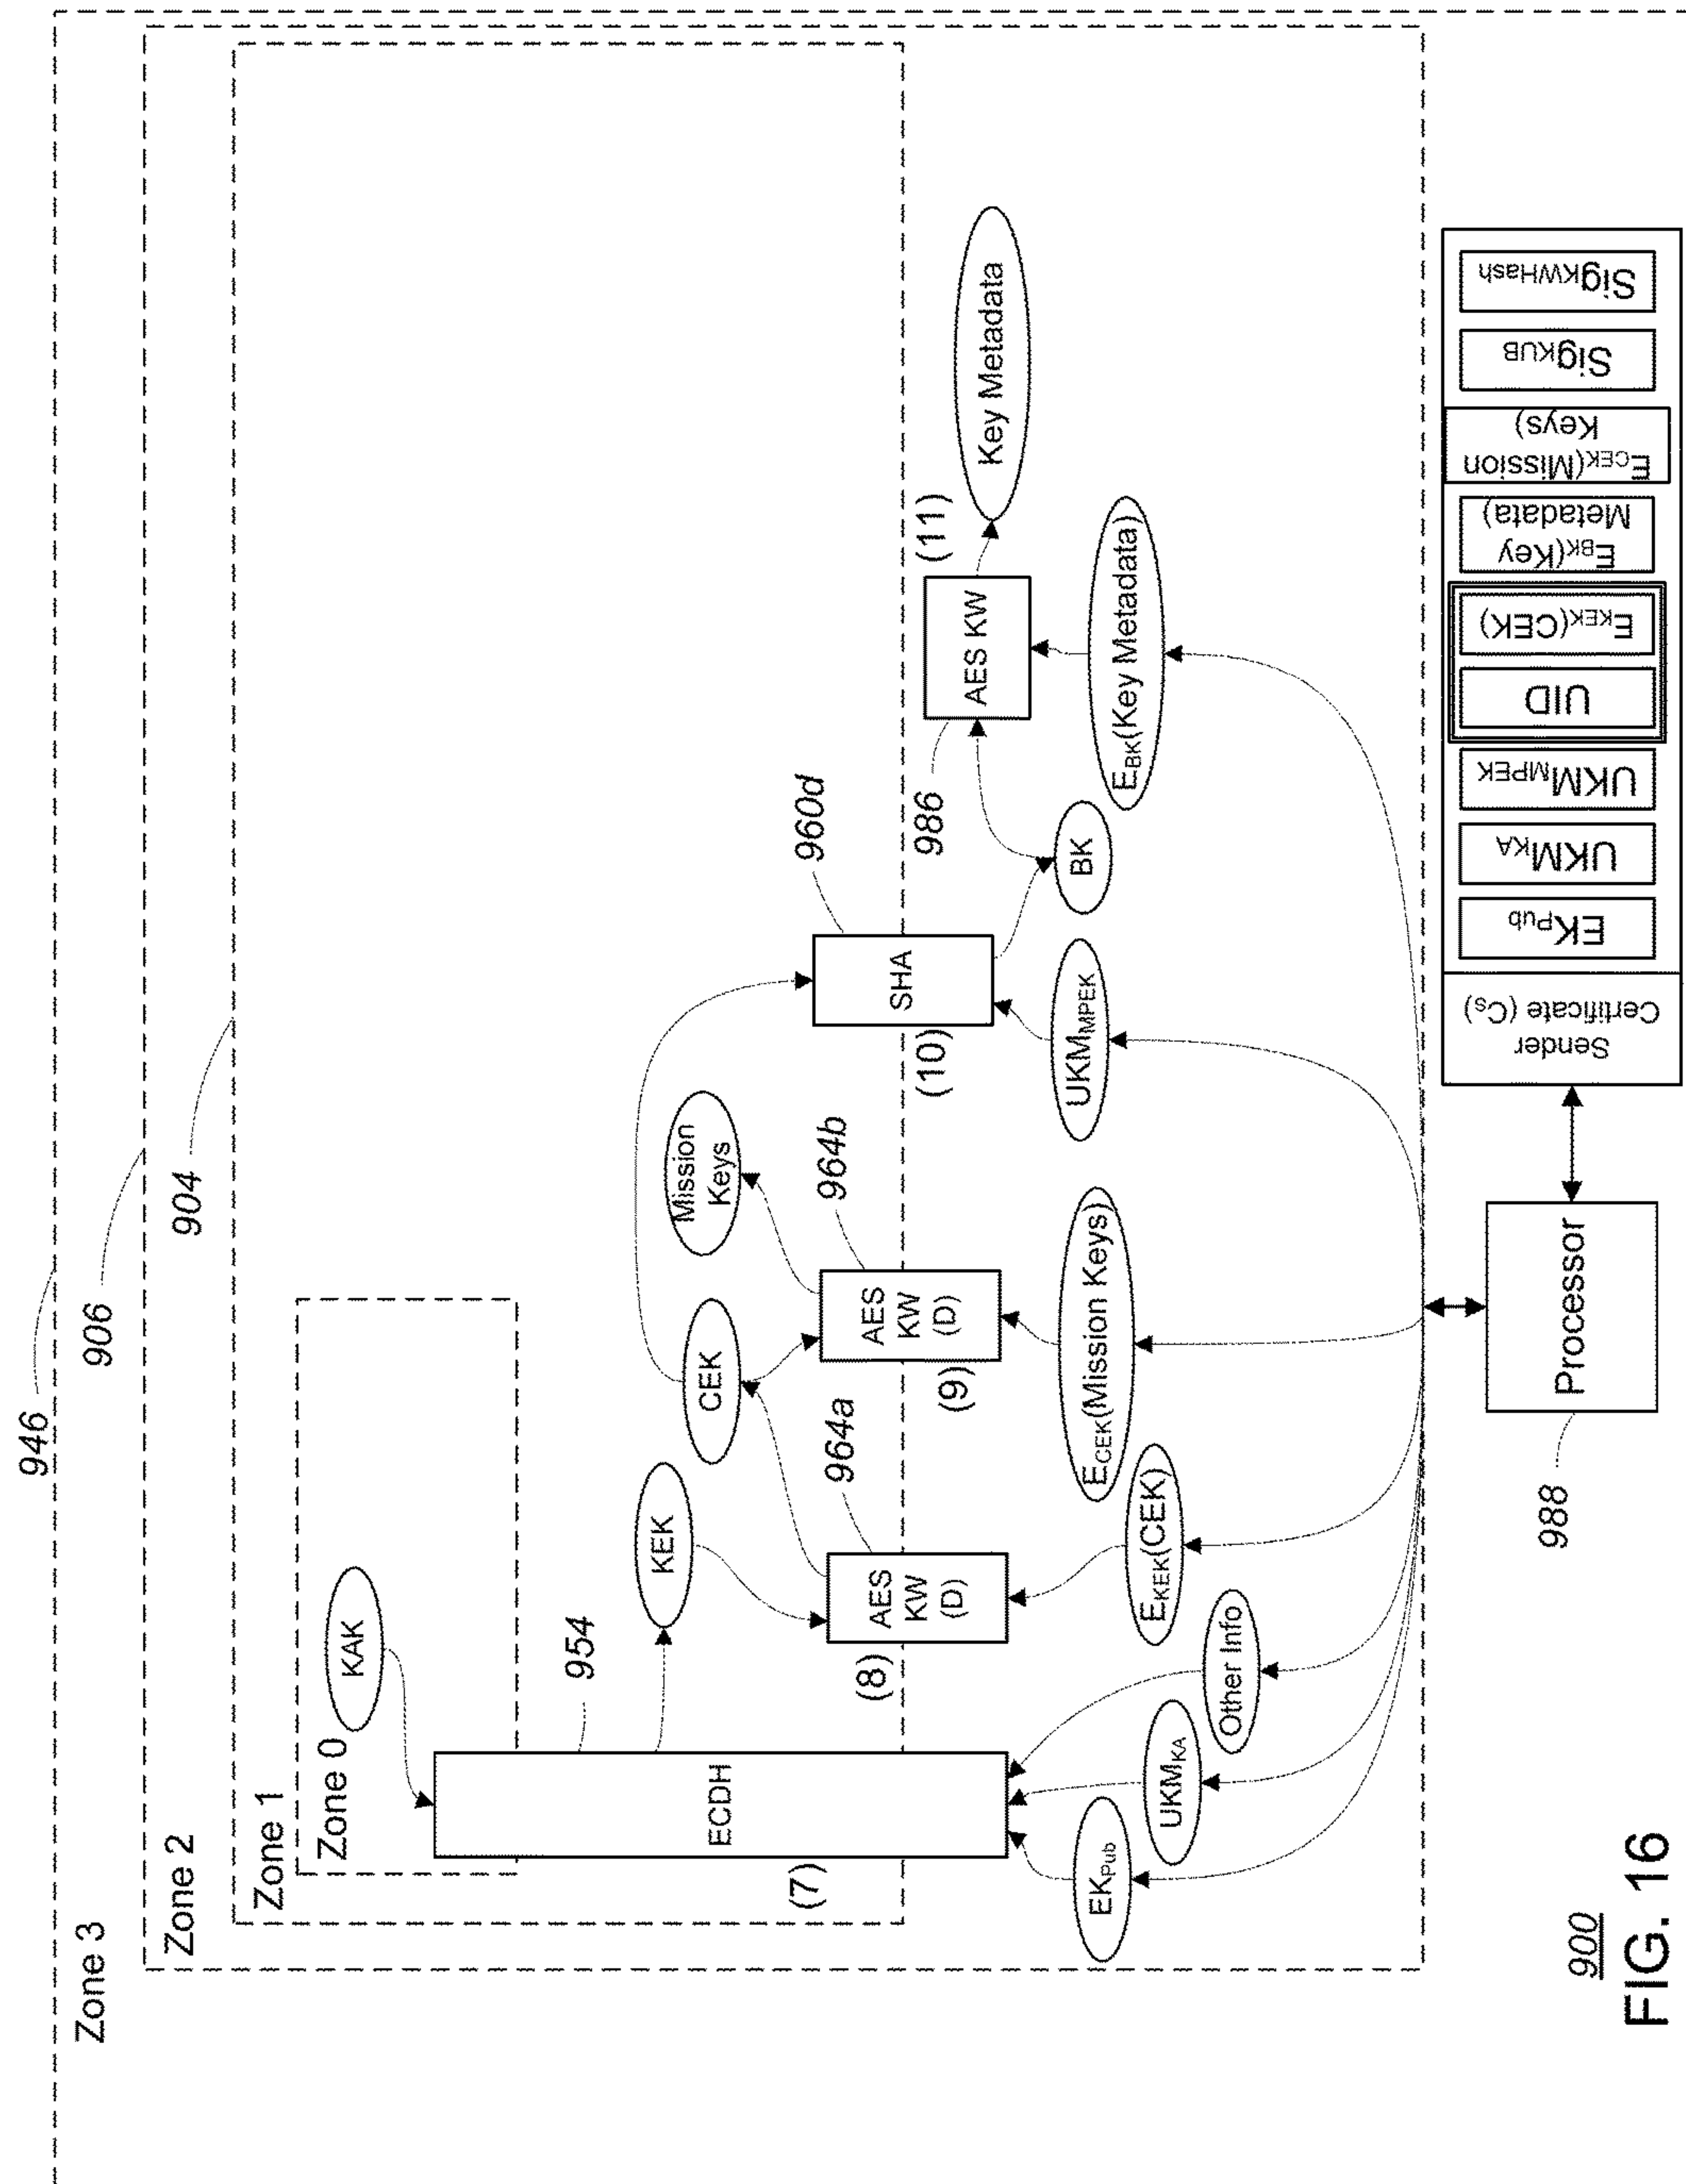 946
906
904
Zone 3
Zone 2
Zone 1
Zone 0
KAK
954
ECDH
(7)
KEK
CEK
Mission
Keys
964a
AES
KW
(D)
(8)
964b
AES
KW
(D)
(9)
960d
SHA
(10)
986
AES KW
(11)
Key Metadata
BK
EK_Pub
UKM_KA
Other Info
E_KEK(CEK)
E_CEK(Mission Keys)
UKM_MPEK
E_BK(Key Metadata)
988
Processor
Sender
Certificate (C_S)
EK_Pub
UKM_KA
UKM_MPEK
UID
E_KEK(CEK)
E_BK(Key
Metadata)
E_CEK(Mission
Keys)
Sig_KUB
Sig_KWHash
900
FIG. 16